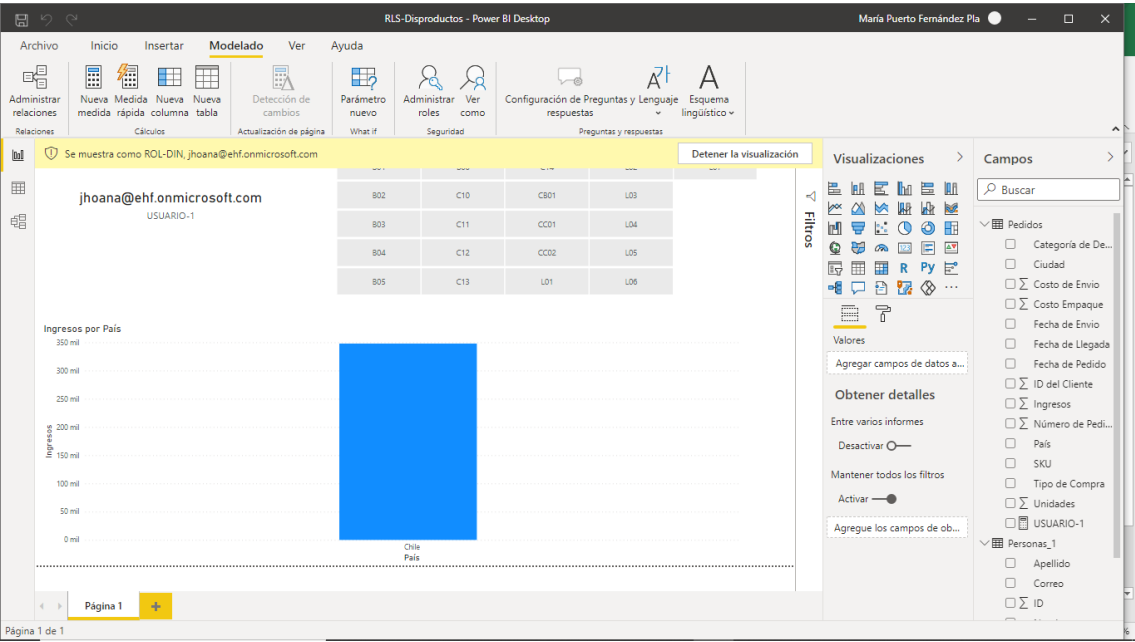 RLS-Disproductos - Power BI Desktop
María Puerto Fernández Pla
Archivo Inicio Insertar Modelado Ver Ayuda
Administrar relaciones
Nueva medida
Medida rápida
Nueva columna
Nueva tabla
Detección de cambios
Parámetro nuevo
Administrar roles
Ver como
Configuración de Preguntas y respuestas
Lenguaje
Esquema lingüístico
Relaciones Cálculos Actualización de página What if Seguridad Preguntas y respuestas
Se muestra como ROL-DIN, jhoana@ehf.onmicrosoft.com
Detener la visualización
jhoana@ehf.onmicrosoft.com
USUARIO-1
B02 C10 CB01 L03
B03 C11 CC01 L04
B04 C12 CC02 L05
B05 C13 L01 L06
Ingresos por País
350 mil
300 mil
250 mil
200 mil
150 mil
100 mil
50 mil
0 mil
Ingresos
Chile
País
Filtros
Visualizaciones
R Py
123
Valores
Agregar campos de datos a...
Obtener detalles
Entre varios informes
Desactivar
Mantener todos los filtros
Activar
Agregue los campos de ob...
Campos
Buscar
Pedidos
Categoría de De...
Ciudad
Costo de Envio
Costo Empaque
Fecha de Envio
Fecha de Llegada
Fecha de Pedido
ID del Cliente
Ingresos
Número de Pedi...
País
SKU
Tipo de Compra
Unidades
USUARIO-1
Personas_1
Apellido
Correo
ID
Página 1
Página 1 de 1